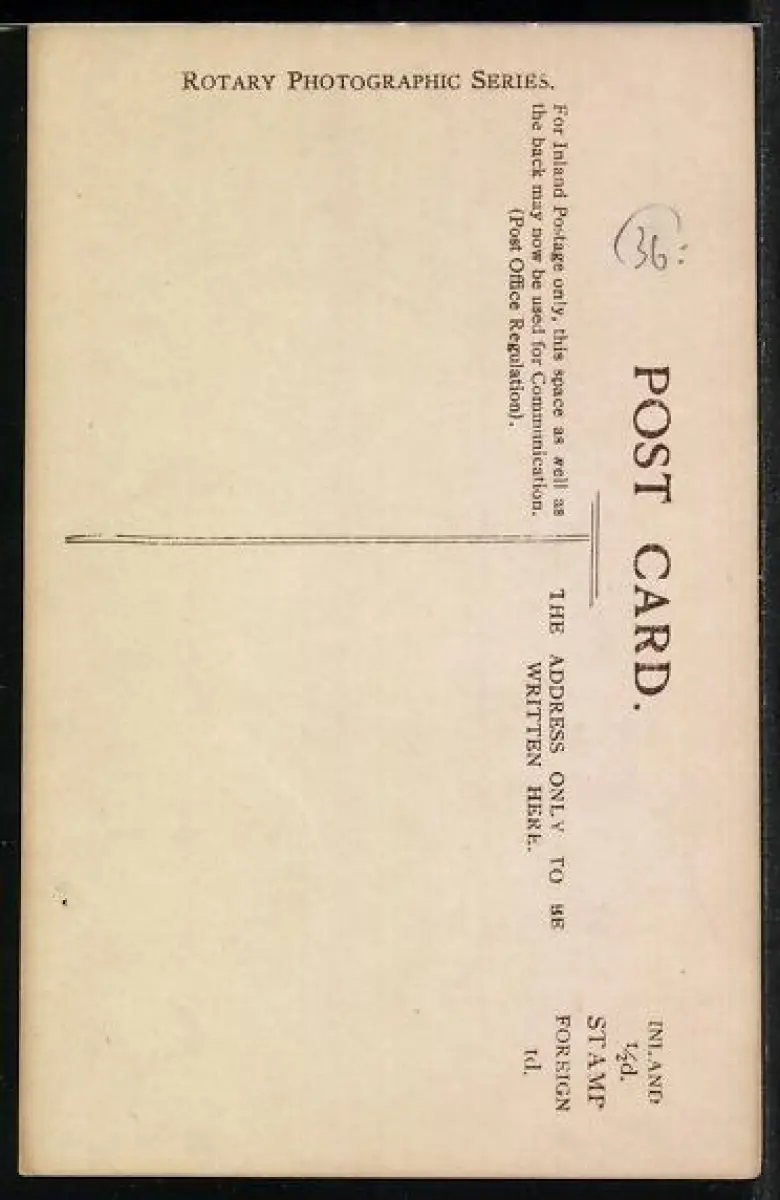 ROTARY PHOTOGRAPHIC SERIES.
(36:
POST CARD.
For Inland Postage only, this space as well as
the back may now be used for Communication.
(Post Office Regulation).
THE ADDRESS ONLY TO BE
WRITTEN HERE.
INLAND
½d.
STAMP
FOREIGN
1d.